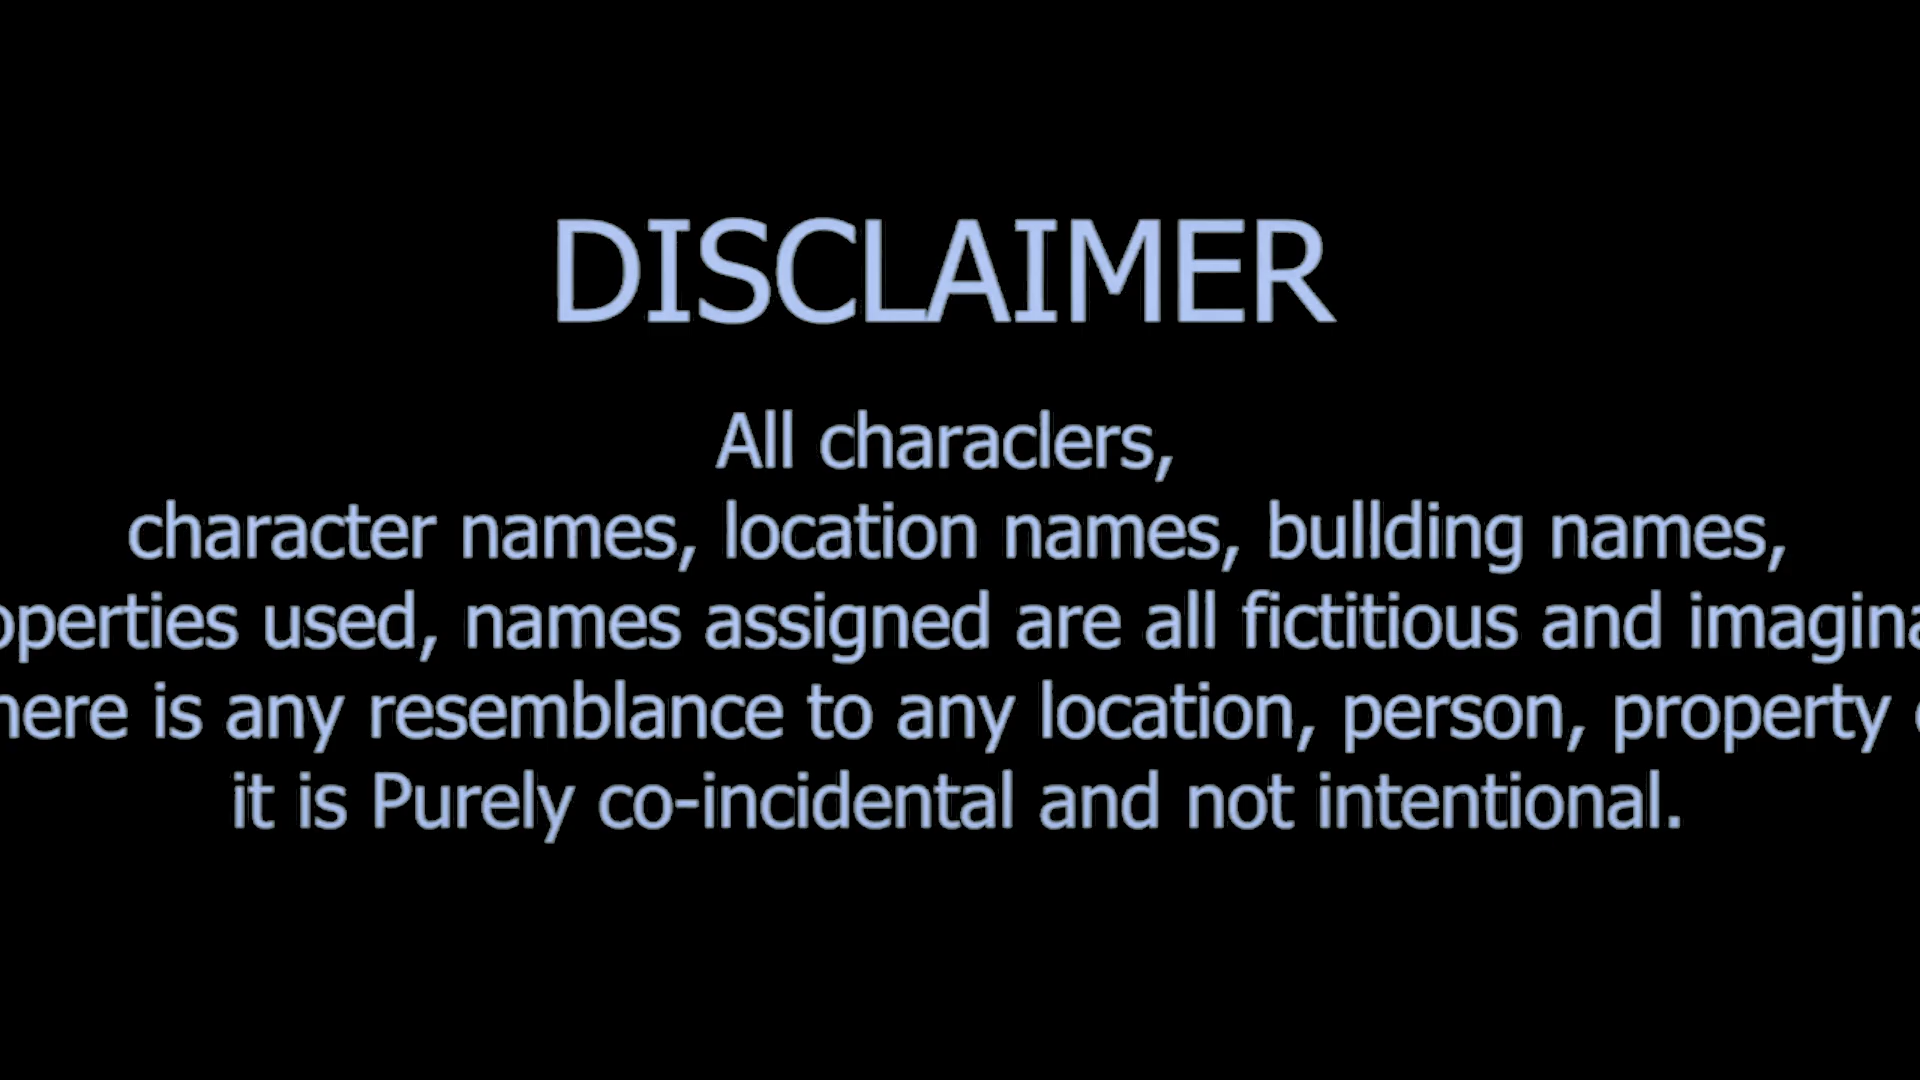 DISCLAIMER
All characlers,
character names, location names, bullding names,
operties used, names assigned are all fictitious and imagina
here is any resemblance to any location, person, property
it is Purely co-incidental and not intentional.